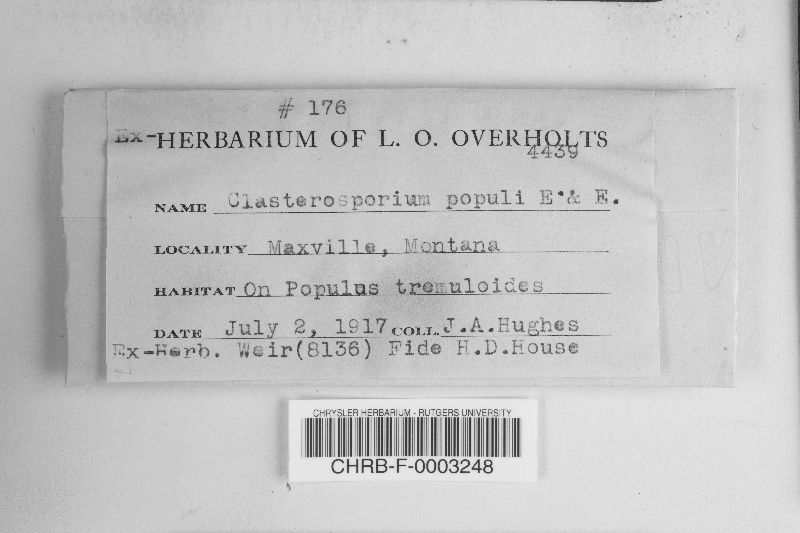 # 176
Ex-HERBARIUM OF L. O. OVERHOLTS
4439
NAME Clasterosporium populi E.& E.
LOCALITY Maxville, Montana
HABITAT On Populus tremuloides
DATE July 2, 1917 COLL. J.A.Hughes
Ex-Herb. Weir(8136) Fide H.D.House
CHRYSLER HERBARIUM - RUTGERS UNIVERSITY
CHRB-F-0003248